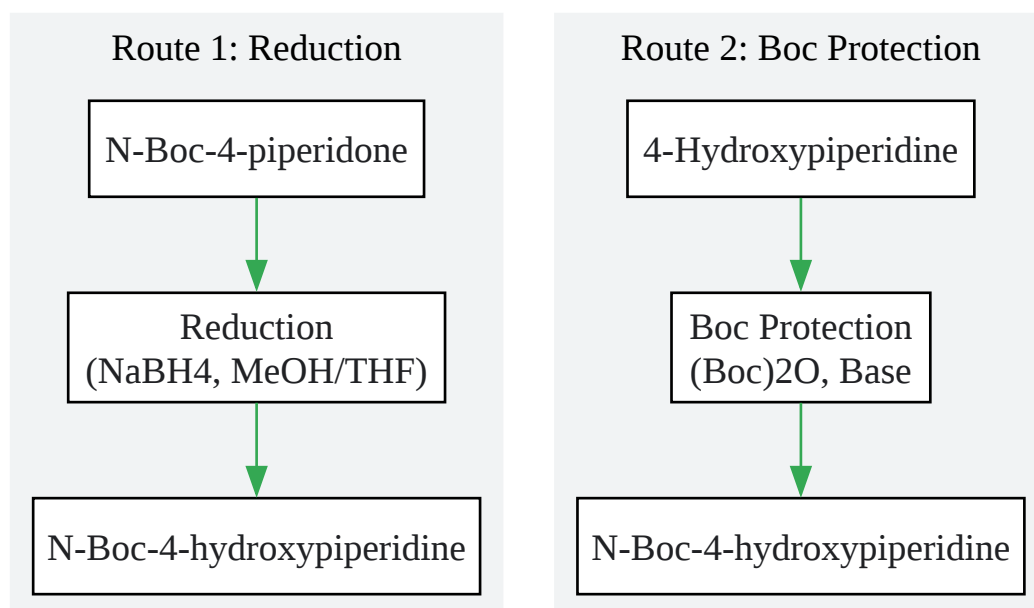 Route 1: Reduction
N-Boc-4-piperidone
Reduction
(NaBH4, MeOH/THF)
N-Boc-4-hydroxypiperidine
Route 2: Boc Protection
4-Hydroxypiperidine
Boc Protection
(Boc)2O, Base
N-Boc-4-hydroxypiperidine